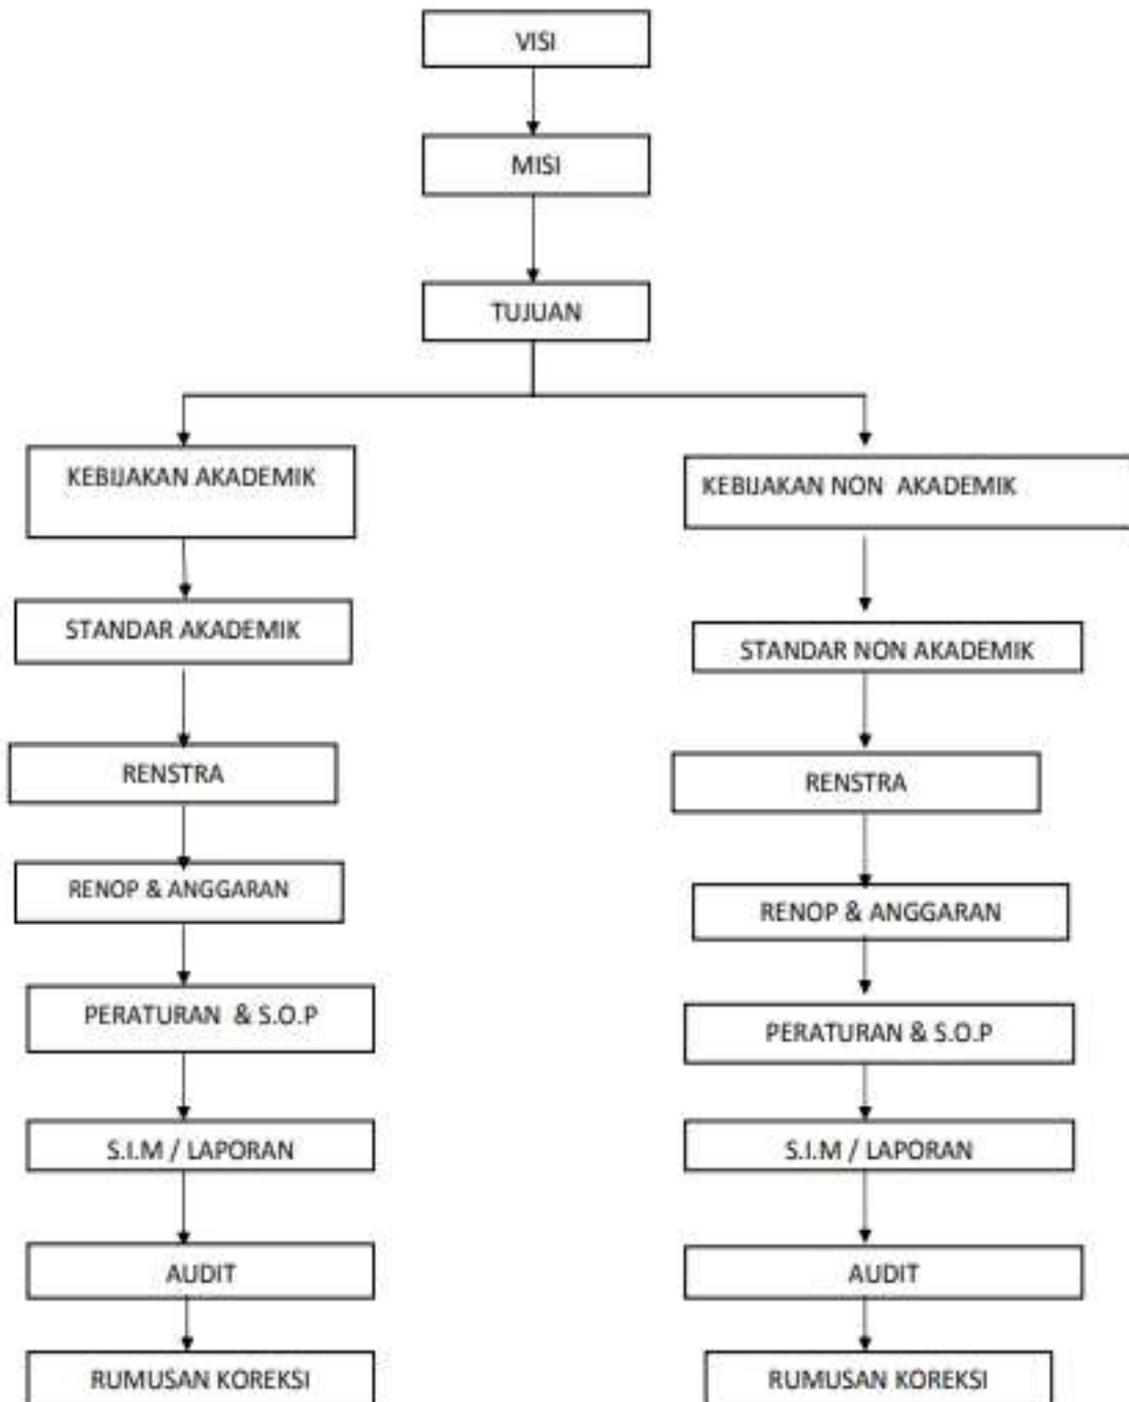 VISI
MISI
TUJUAN
KEBIJAKAN AKADEMIK
KEBIJAKAN NON AKADEMIK
STANDAR AKADEMIK
STANDAR NON AKADEMIK
RENSTRA
RENSTRA
RENOP & ANGGARAN
RENOP & ANGGARAN
PERATURAN & S.O.P
PERATURAN & S.O.P
S.I.M / LAPORAN
S.I.M / LAPORAN
AUDIT
AUDIT
RUMUSAN KOREKSI
RUMUSAN KOREKSI